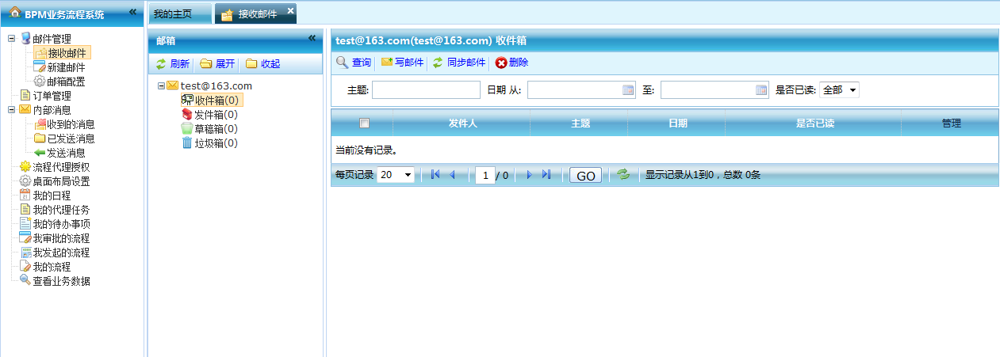 BPM业务流程系统
邮件管理
接收邮件
新建邮件
邮箱配置
订单管理
内部消息
收到的消息
已发送消息
发送消息
流程代理授权
桌面布局设置
我的日程
我的代理任务
我的待办事项
我审批的流程
我发起的流程
我的流程
查看业务数据
我的主页 接收邮件
邮箱
刷新 展开 收起
test@163.com
收件箱(0)
发件箱(0)
草稿箱(0)
垃圾箱(0)
test@163.com(test@163.com) 收件箱
查询 写邮件 同步邮件 删除
主题: 日期 从: 至: 是否已读: 全部
发件人 主题 日期 是否已读 管理
当前没有记录。
每页记录 20 1 / 0 GO 显示记录从1到0，总数 0条